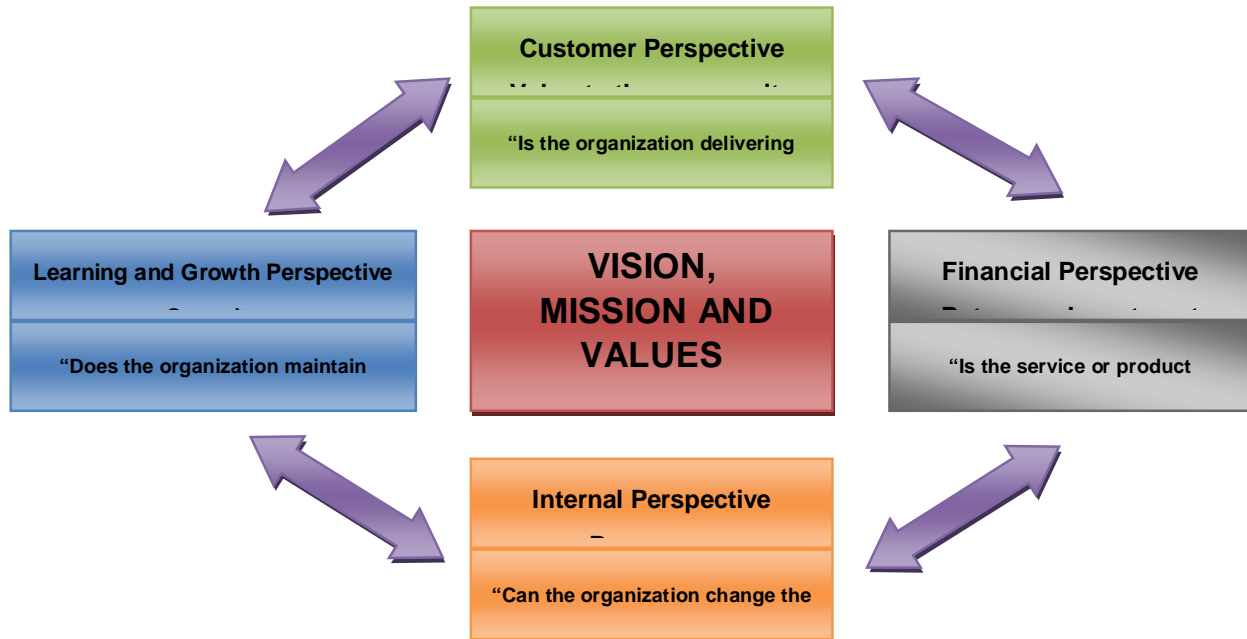 Customer Perspective
“Is the organization delivering
Learning and Growth Perspective
“Does the organization maintain
VISION,
MISSION AND
VALUES
Financial Perspective
“Is the service or product
Internal Perspective
“Can the organization change the